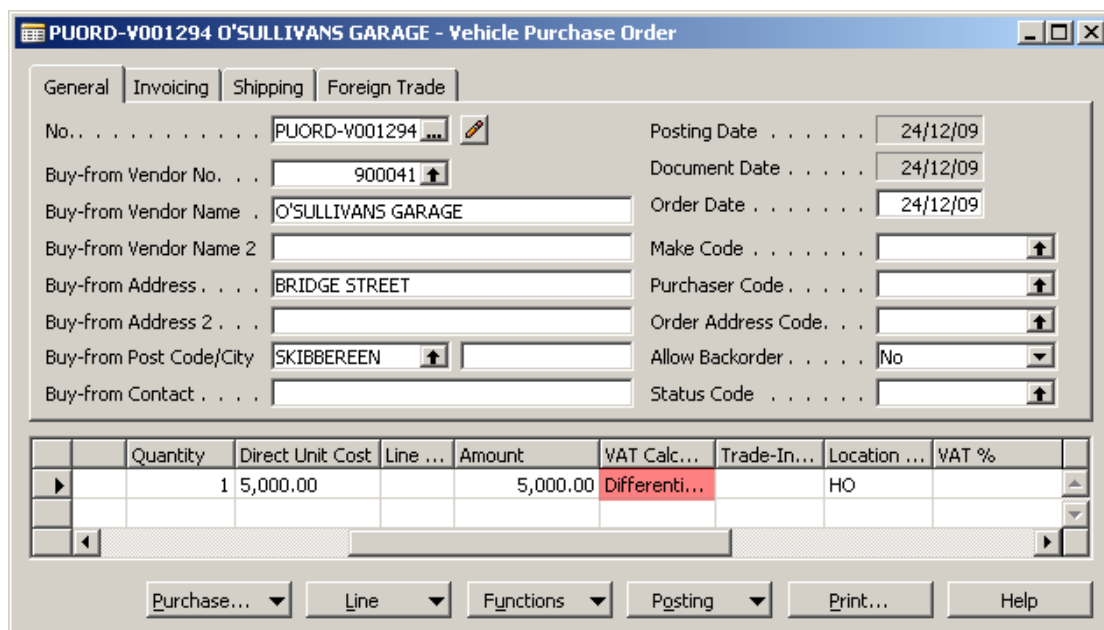 PUORD-V001294 O'SULLIVANS GARAGE - Vehicle Purchase Order
General Invoicing Shipping Foreign Trade
No. . . . . . . . . . . . PUORD-V001294 ... Posting Date . . . . . . 24/12/09
Buy-from Vendor No. . . 900041 Document Date . . . . . 24/12/09
Buy-from Vendor Name . O'SULLIVANS GARAGE Order Date . . . . . . . 24/12/09
Buy-from Vendor Name 2 Make Code . . . . . . .
Buy-from Address . . . . BRIDGE STREET Purchaser Code . . . . .
Buy-from Address 2 . . . Order Address Code. . .
Buy-from Post Code/City SKIBBEREEN Allow Backorder . . . . . No
Buy-from Contact . . . . Status Code . . . . . .
Quantity Direct Unit Cost Line ... Amount VAT Calc... Trade-In... Location ... VAT %
1 5,000.00 5,000.00 Differenti... HO
Purchase... Line Functions Posting Print... Help